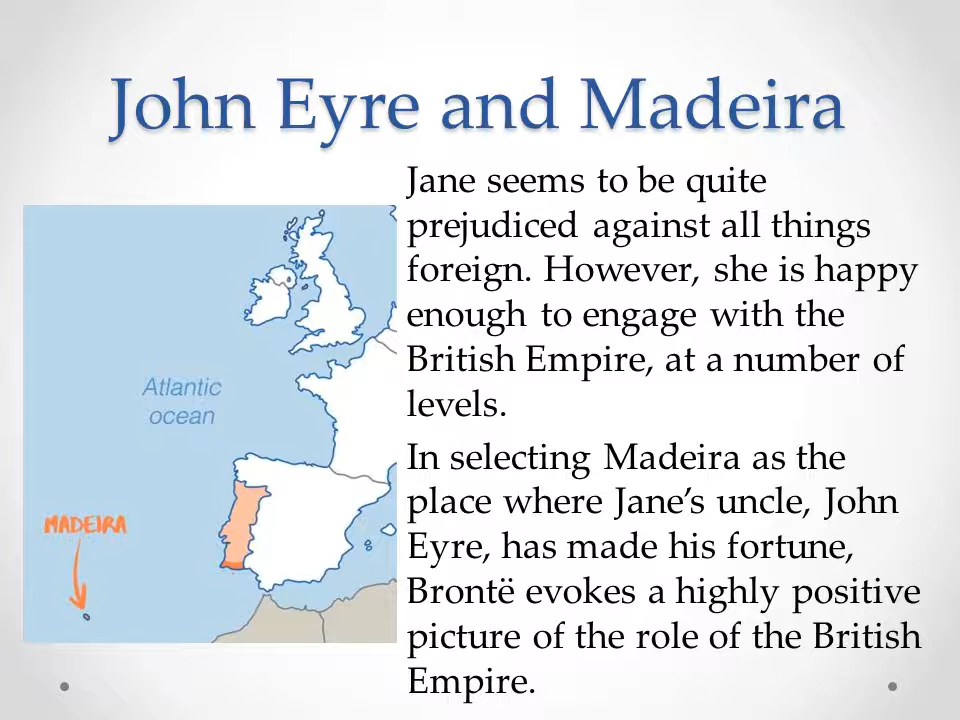 John Eyre and Madeira
Jane seems to be quite
prejudiced against all things
foreign. However, she is happy
enough to engage with the
British Empire, at a number of
levels.
In selecting Madeira as the
place where Jane's uncle, John
Eyre, has made his fortune,
Brontë evokes a highly positive
picture of the role of the British
Empire.
Atlantic
ocean
MADEIRA